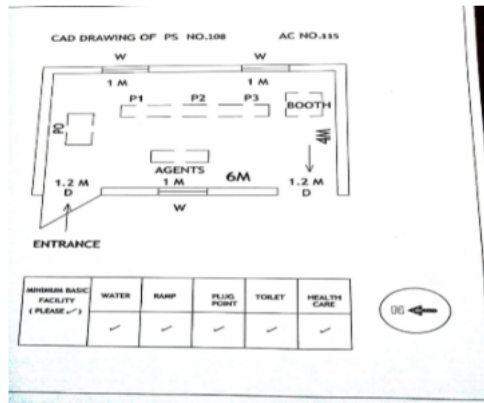 CAD DRAWING OF PS NO.108 AC NO.115
W W
1 M 1 M
P1 P2 P3
BOOTH
PO
4M
AGENTS
1.2 M 1 M 6M 1.2 M
D W D
ENTRANCE
MINIMUM BASIC FACILITY ( PLEASE ✓ ) WATER RAMP PLUG POINT TOILET HEALTH CARE
✓ ✓ ✓ ✓ ✓